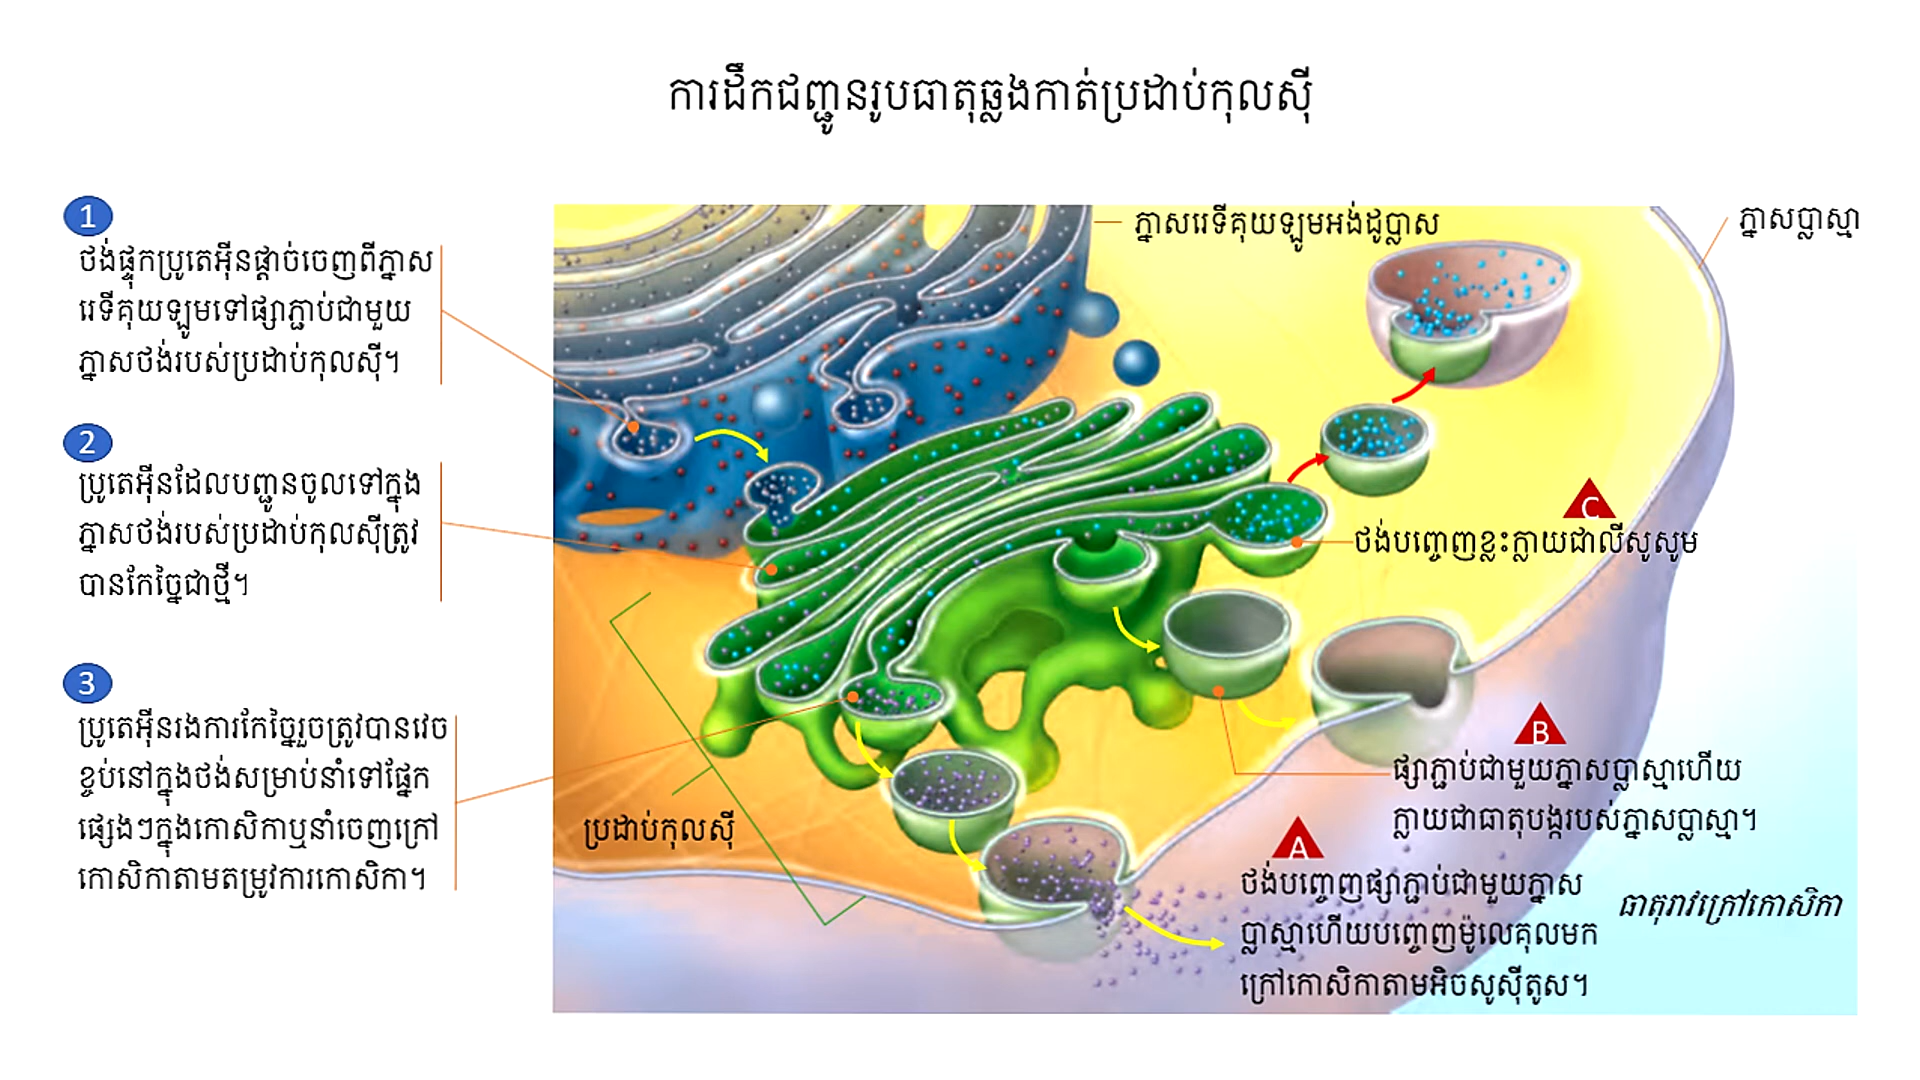 ការដឹកជញ្ជូនរូបធាតុឆ្លងកាត់ប្រដាប់កុលស៊ី
1
ថង់ផ្ទុកប្រូតេអ៊ីនផ្តាច់ចេញពីភ្នាស
រេទីគុយឡូមទៅផ្សាភ្ជាប់ជាមួយ
ភ្នាសថង់របស់ប្រដាប់កុលស៊ី។
2
ប្រូតេអ៊ីនដែលបញ្ជូនចូលទៅក្នុង
ភ្នាសថង់របស់ប្រដាប់កុលស៊ីត្រូវ
បានកែច្នៃជាថ្មី។
3
ប្រូតេអ៊ីនរងការកែច្នៃរួចត្រូវបានវេច
ខ្ចប់នៅក្នុងថង់សម្រាប់នាំទៅផ្នែក
ផ្សេងៗក្នុងកោសិកាឬនាំចេញក្រៅ
កោសិកាតាមតម្រូវការកោសិកា។
ភ្នាសរេទីគុយឡូមអង់ដូប្លាស
ភ្នាសប្លាស្មា
C
ថង់បញ្ចេញខ្លះក្លាយជាលីសូសូម
B
ផ្សាភ្ជាប់ជាមួយភ្នាសប្លាស្មាហើយ
ក្លាយជាធាតុបង្ករបស់ភ្នាសប្លាស្មា។
ប្រដាប់កុលស៊ី
A
ថង់បញ្ចេញផ្សាភ្ជាប់ជាមួយភ្នាស
ប្លាស្មាហើយបញ្ចេញម៉ូលេគុលមក
ក្រៅកោសិកាតាមអិចសូស៊ីតូស។
ធាតុរាវក្រៅកោសិកា